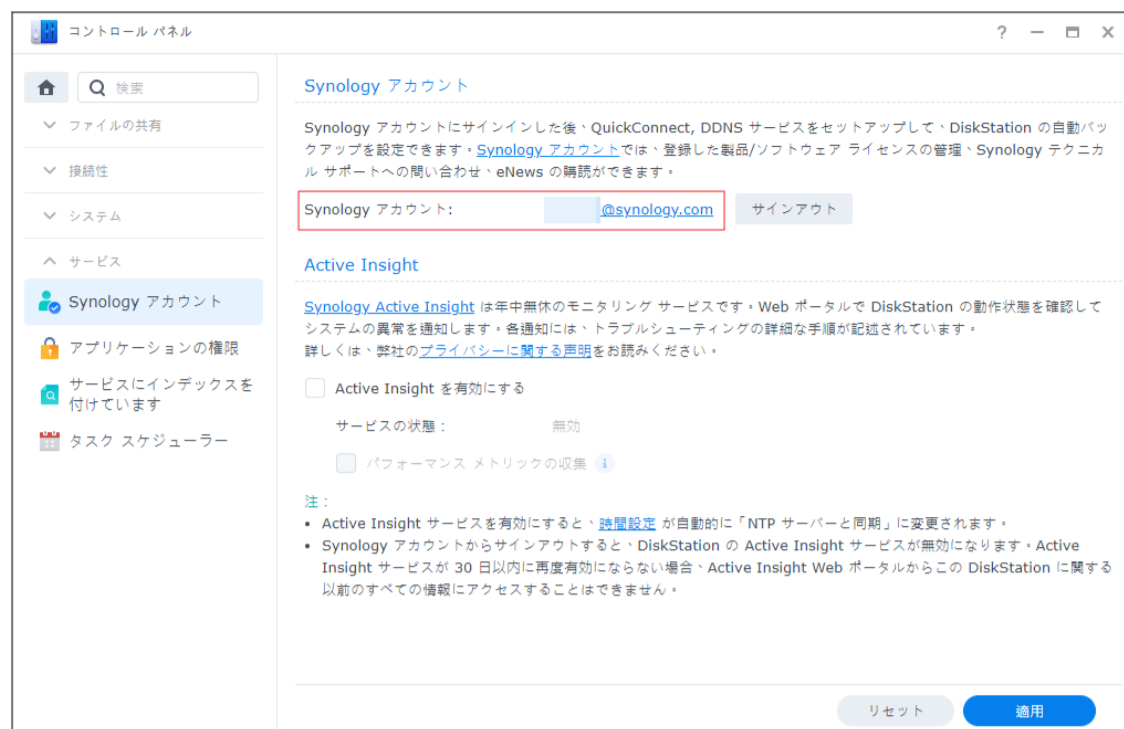 コントロール パネル
検索
ファイルの共有
接続性
システム
サービス
Synology アカウント
アプリケーションの権限
サービスにインデックスを
付けています
タスク スケジューラー
Synology アカウント
Synology アカウントにサインインした後、QuickConnect, DDNS サービスをセットアップして、DiskStation の自動バッ
クアップを設定できます。Synology アカウントでは、登録した製品/ソフトウェア ライセンスの管理、Synology テクニカ
ル サポートへの問い合わせ、eNews の購読ができます。
Synology アカウント: @synology.com サインアウト
Active Insight
Synology Active Insight は年中無休のモニタリング サービスです。Web ポータルで DiskStation の動作状態を確認して
システムの異常を通知します。各通知には、トラブルシューティングの詳細な手順が記述されています。
詳しくは、弊社のプライバシーに関する声明をお読みください。
Active Insight を有効にする
サービスの状態： 無効
パフォーマンス メトリックの収集 i
注：
• Active Insight サービスを有効にすると、時間設定 が自動的に「NTP サーバーと同期」に変更されます。
• Synology アカウントからサインアウトすると、DiskStation の Active Insight サービスが無効になります。Active
Insight サービスが 30 日以内に再度有効にならない場合、Active Insight Web ポータルからこの DiskStation に関する
以前のすべての情報にアクセスすることはできません。
リセット 適用